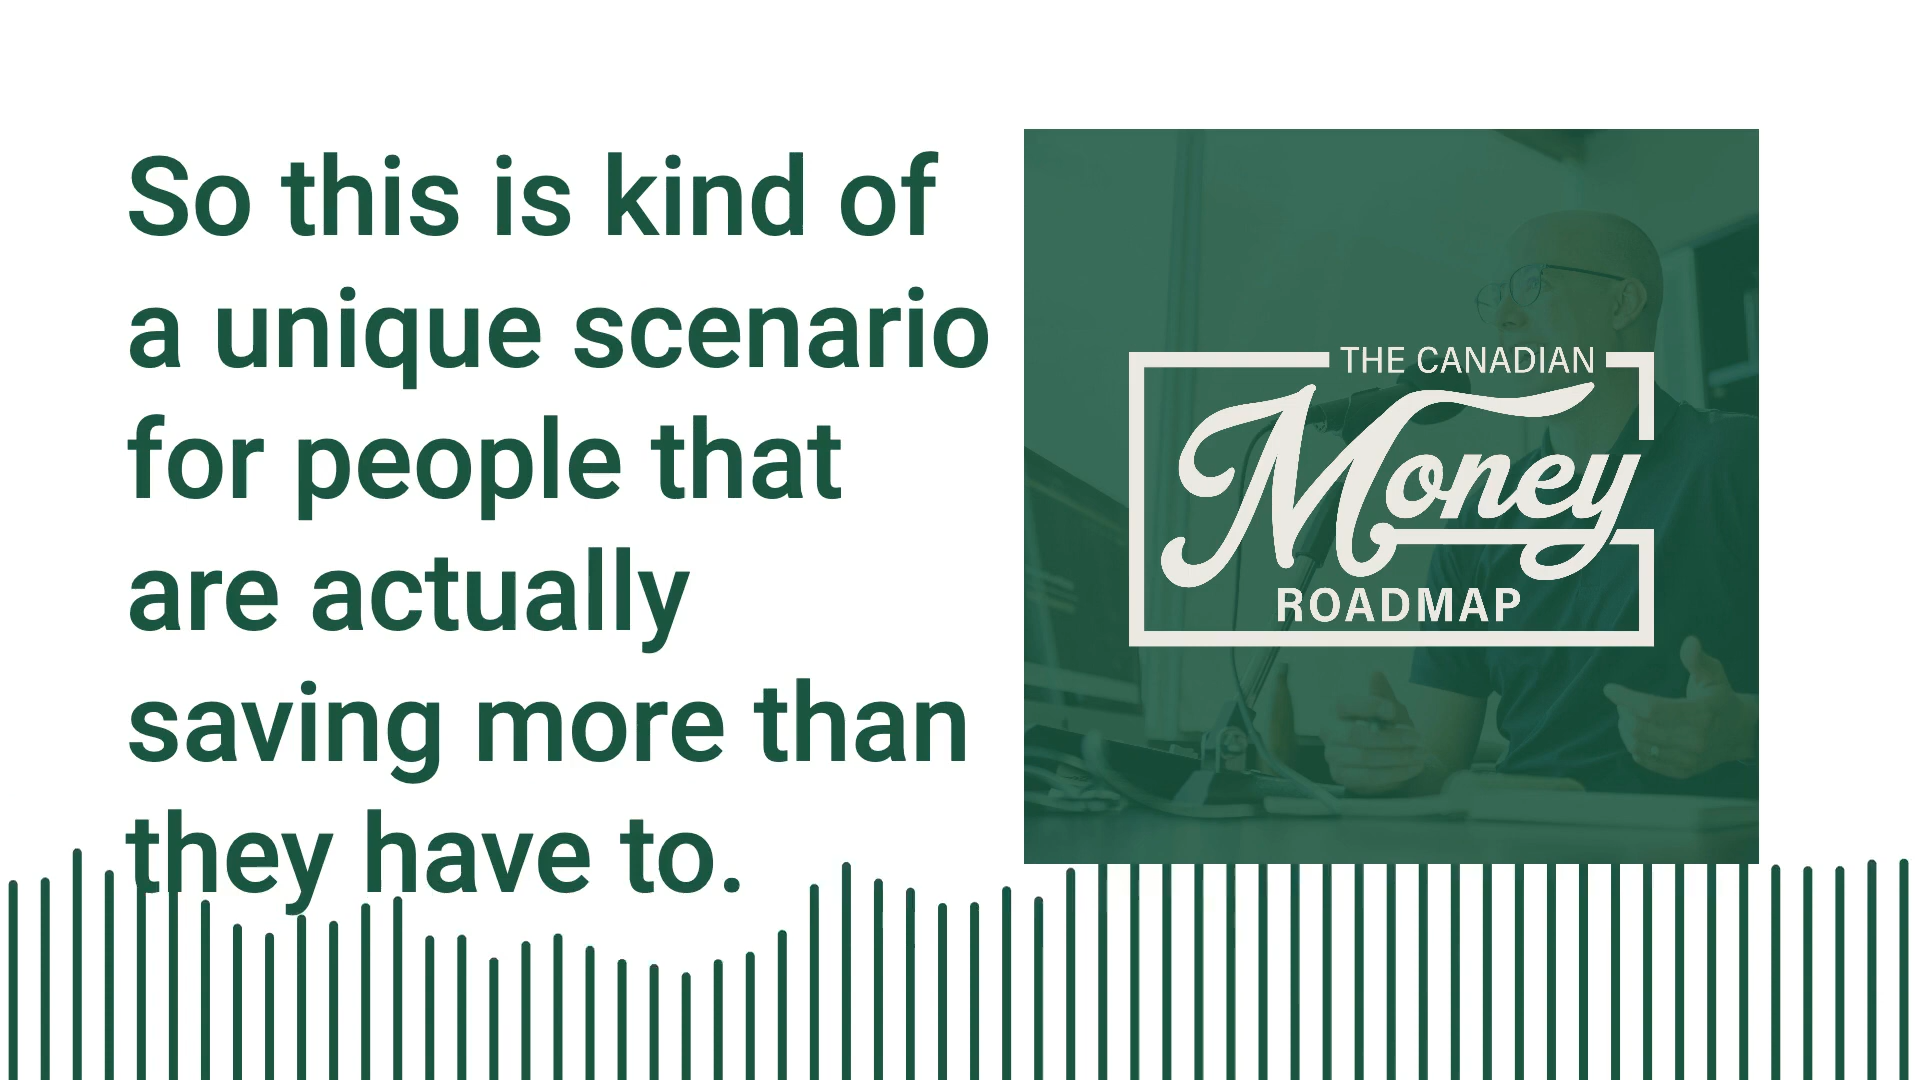 So this is kind of
a unique scenario
for people that
are actually
saving more than
they have to.
THE CANADIAN
Money
ROADMAP